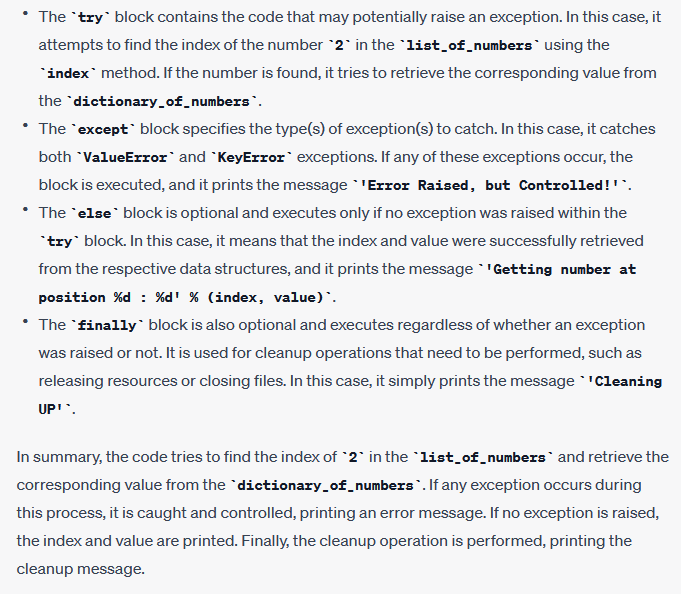 • The `try` block contains the code that may potentially raise an exception. In this case, it
attempts to find the index of the number `2` in the `list_of_numbers` using the
`index` method. If the number is found, it tries to retrieve the corresponding value from
the `dictionary_of_numbers`.
• The `except` block specifies the type(s) of exception(s) to catch. In this case, it catches
both `ValueError` and `KeyError` exceptions. If any of these exceptions occur, the
block is executed, and it prints the message `'Error Raised, but Controlled!'`.
• The `else` block is optional and executes only if no exception was raised within the
`try` block. In this case, it means that the index and value were successfully retrieved
from the respective data structures, and it prints the message `'Getting number at
position %d : %d' % (index, value)`.
• The `finally` block is also optional and executes regardless of whether an exception
was raised or not. It is used for cleanup operations that need to be performed, such as
releasing resources or closing files. In this case, it simply prints the message `'Cleaning
UP'`.
In summary, the code tries to find the index of `2` in the `list_of_numbers` and retrieve the
corresponding value from the `dictionary_of_numbers`. If any exception occurs during
this process, it is caught and controlled, printing an error message. If no exception is raised,
the index and value are printed. Finally, the cleanup operation is performed, printing the
cleanup message.